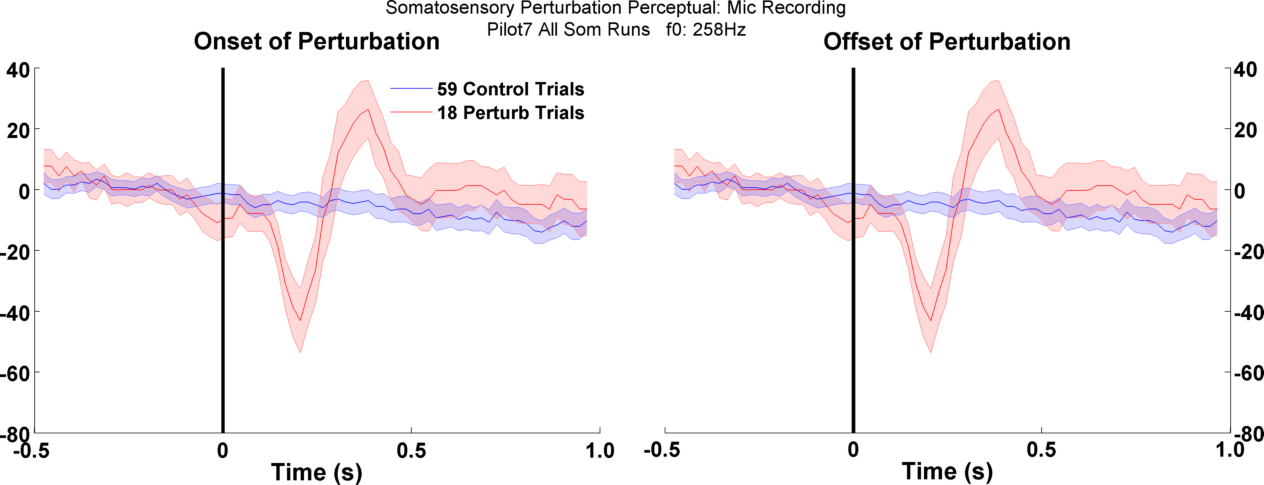 Somatosensory Perturbation Perceptual: Mic Recording
Pilot7 All Som Runs f0: 258Hz
Onset of Perturbation
Offset of Perturbation
59 Control Trials
18 Perturb Trials
40
20
0
-20
-40
-60
-80
-0.5
0
0.5
1.0
Time (s)
40
20
0
-20
-40
-60
-80
-0.5
0
0.5
1.0
Time (s)